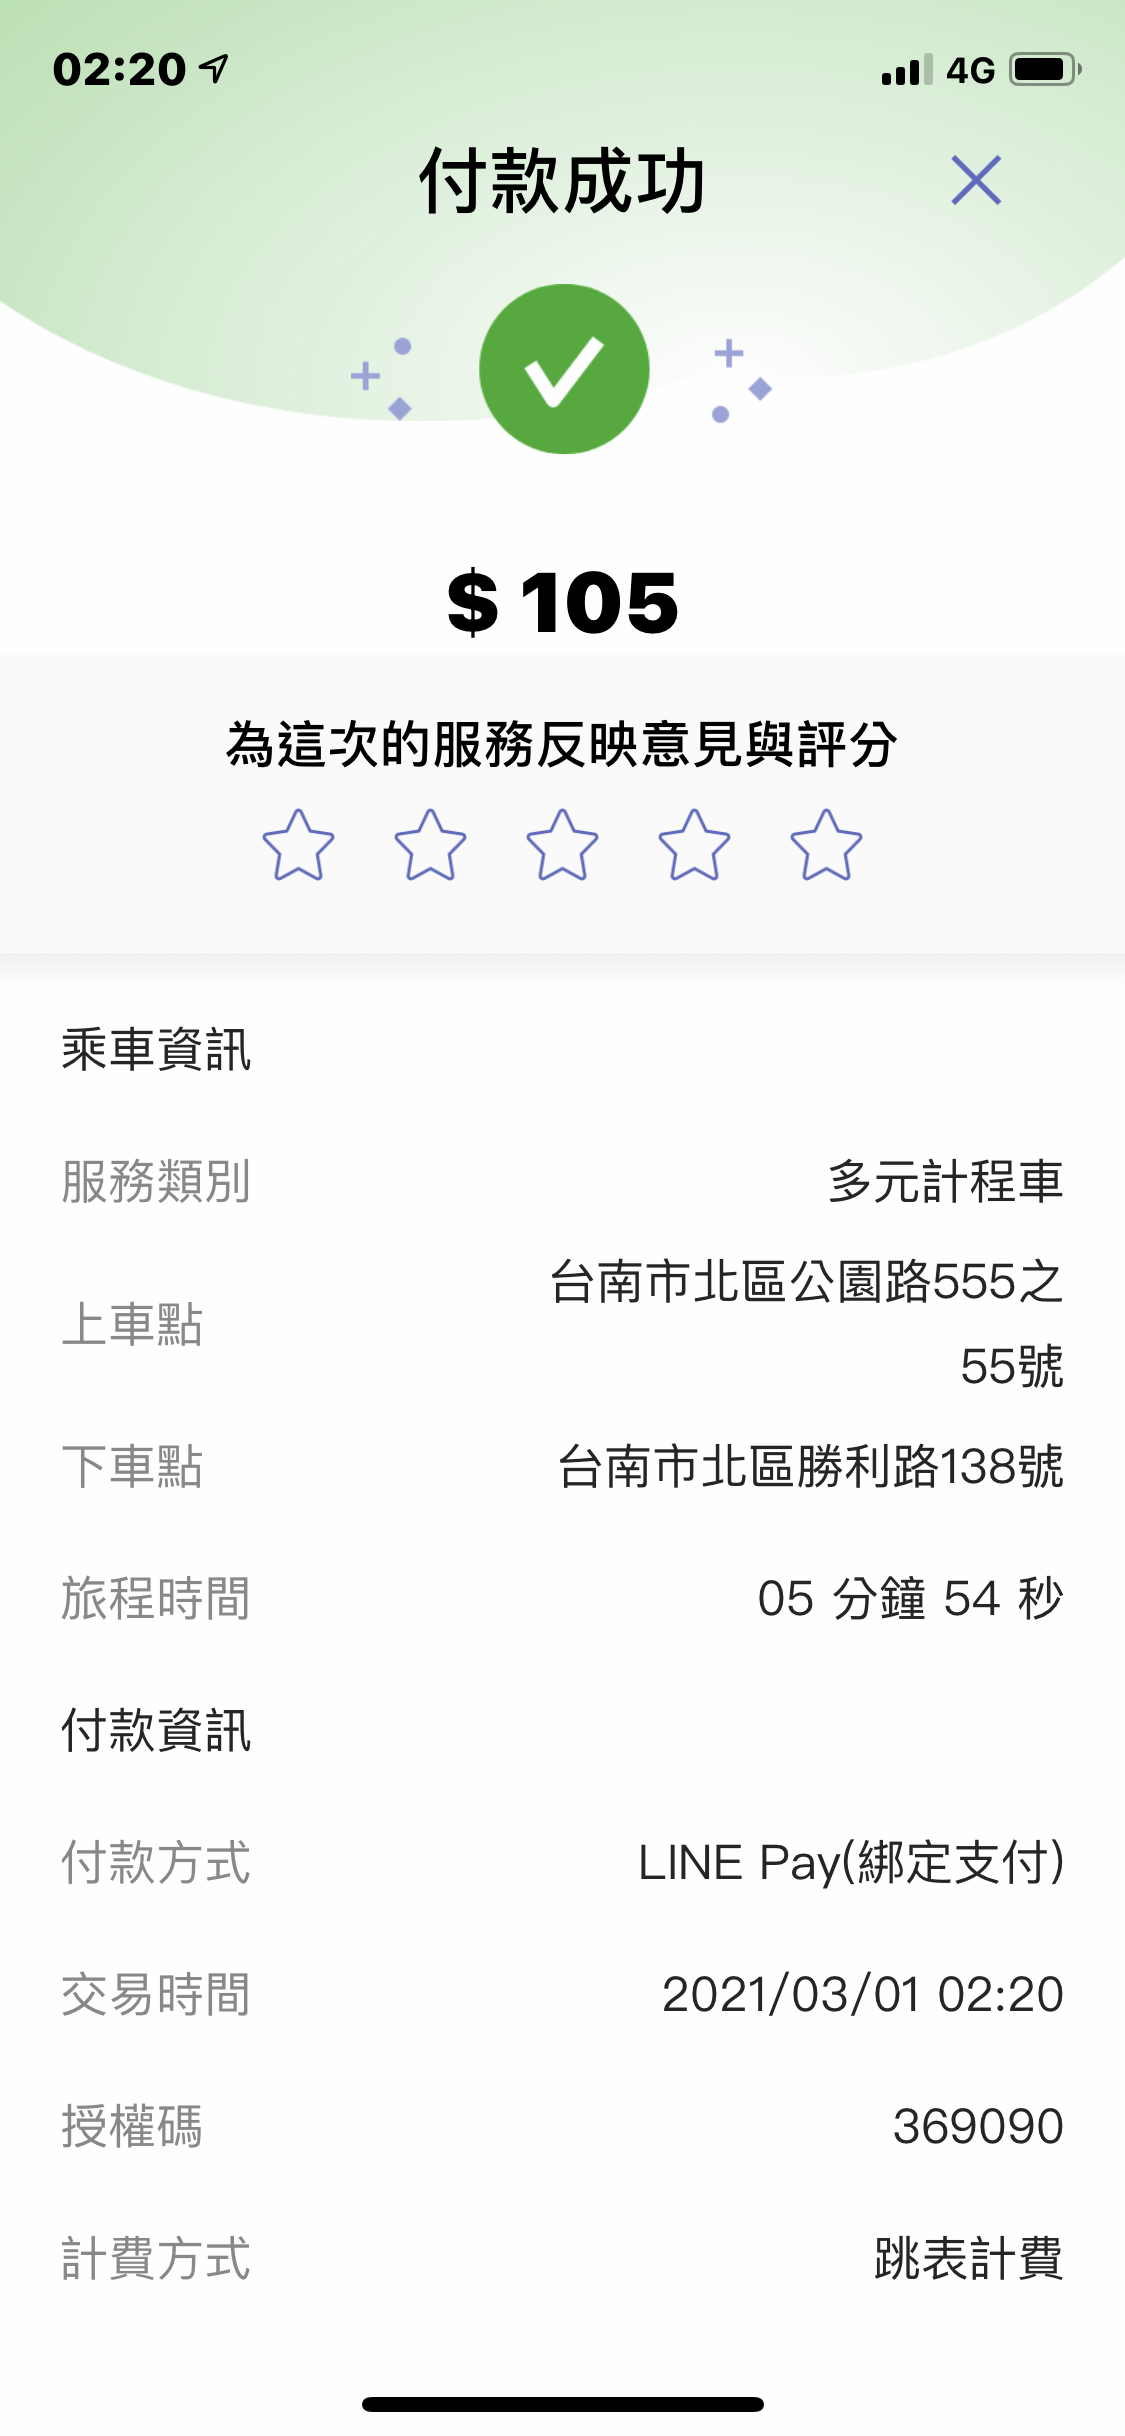 02:20
4G
付款成功
$ 105
為這次的服務反映意見與評分
乘車資訊
服務類別 多元計程車
上車點 台南市北區公園路555之
55號
下車點 台南市北區勝利路138號
旅程時間 05 分鐘 54 秒
付款資訊
付款方式 LINE Pay(綁定支付)
交易時間 2021/03/01 02:20
授權碼 369090
計費方式 跳表計費